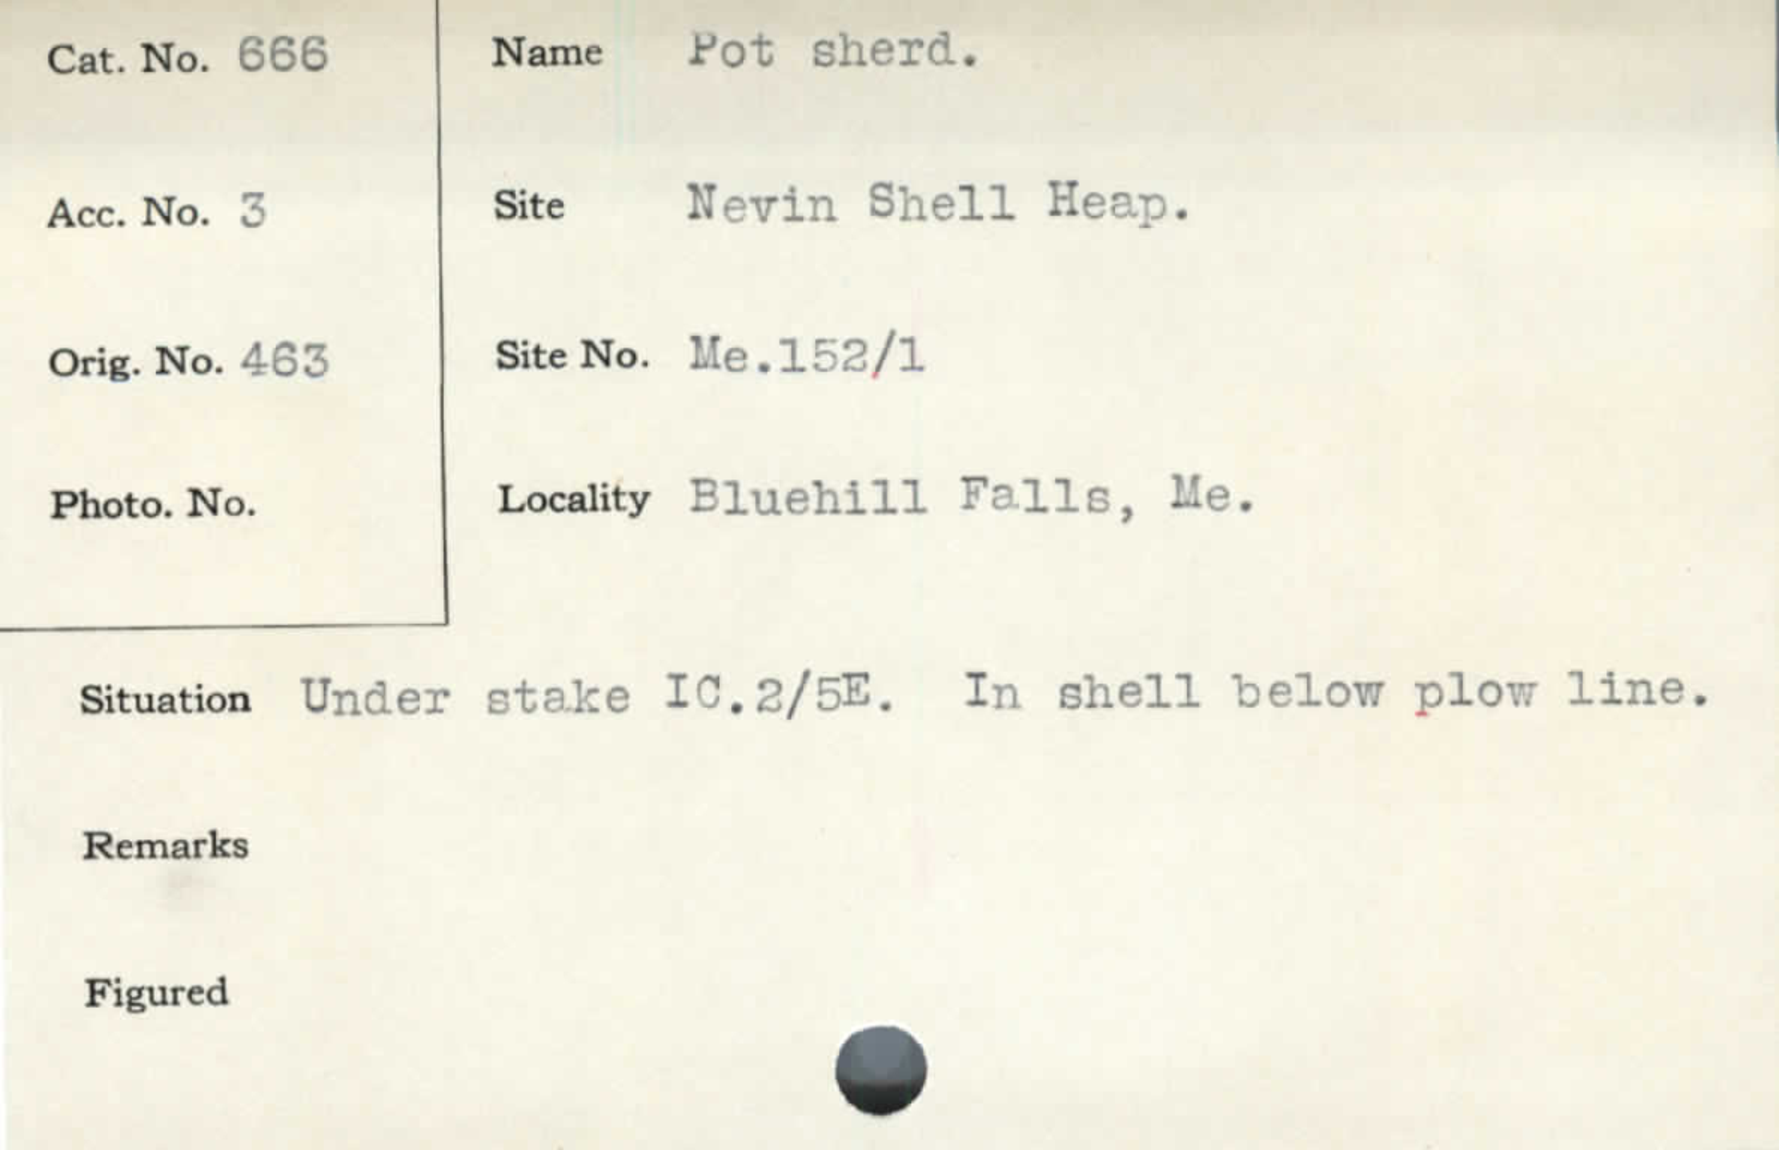 Cat. No. 666
Name Pot sherd.
Acc. No. 3
Site Nevin Shell Heap.
Orig. No. 463
Site No. Me.152/1
Photo. No.
Locality Bluehill Falls, Me.
Situation Under stake IC.2/5E. In shell below plow line.
Remarks
Figured